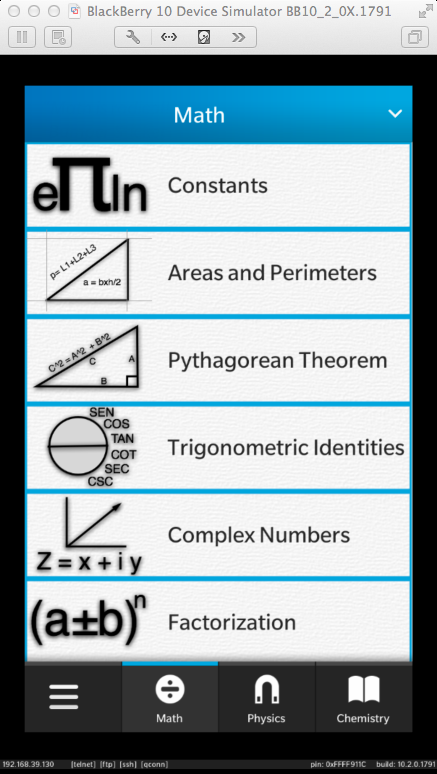 BlackBerry 10 Device Simulator BB10_2_0X.1791
Math
e∏ln
Constants
p= L1+L2+L3
a = bxh/2
Areas and Perimeters
C^2 = A^2 + B^2
C
A
B
Pythagorean Theorem
SEN
COS
TAN
COT
SEC
CSC
Trigonometric Identities
Z = x + i y
Complex Numbers
(a±b)ⁿ
Factorization
Math
Physics
Chemistry
192.168.39.130 [telnet] [ftp] [ssh] [qconn] pin: 0xFFFF911C build: 10.2.0.1791